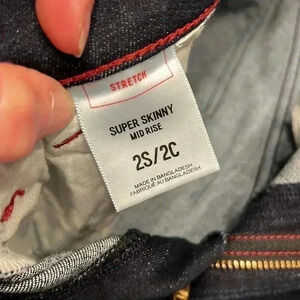 STRETCH
SUPER SKINNY
MID RISE
2S/2C
MADE IN BANGLADESH
FABRIQUÉ AU BANGLADESH